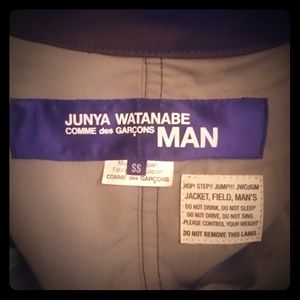 JUNYA WATANABE
COMME des GARÇONS MAN
SS
COMME des GARÇONS
HOP! STEP!! JUMP!!! JWCdGM
JACKET, FIELD, MAN'S
DO NOT DRINK, DO NOT SLEEP
DO NOT DRIVE, DO NOT SING
PLEASE CONTROL YOUR WEIGHT
DO NOT REMOVE THIS LABEL